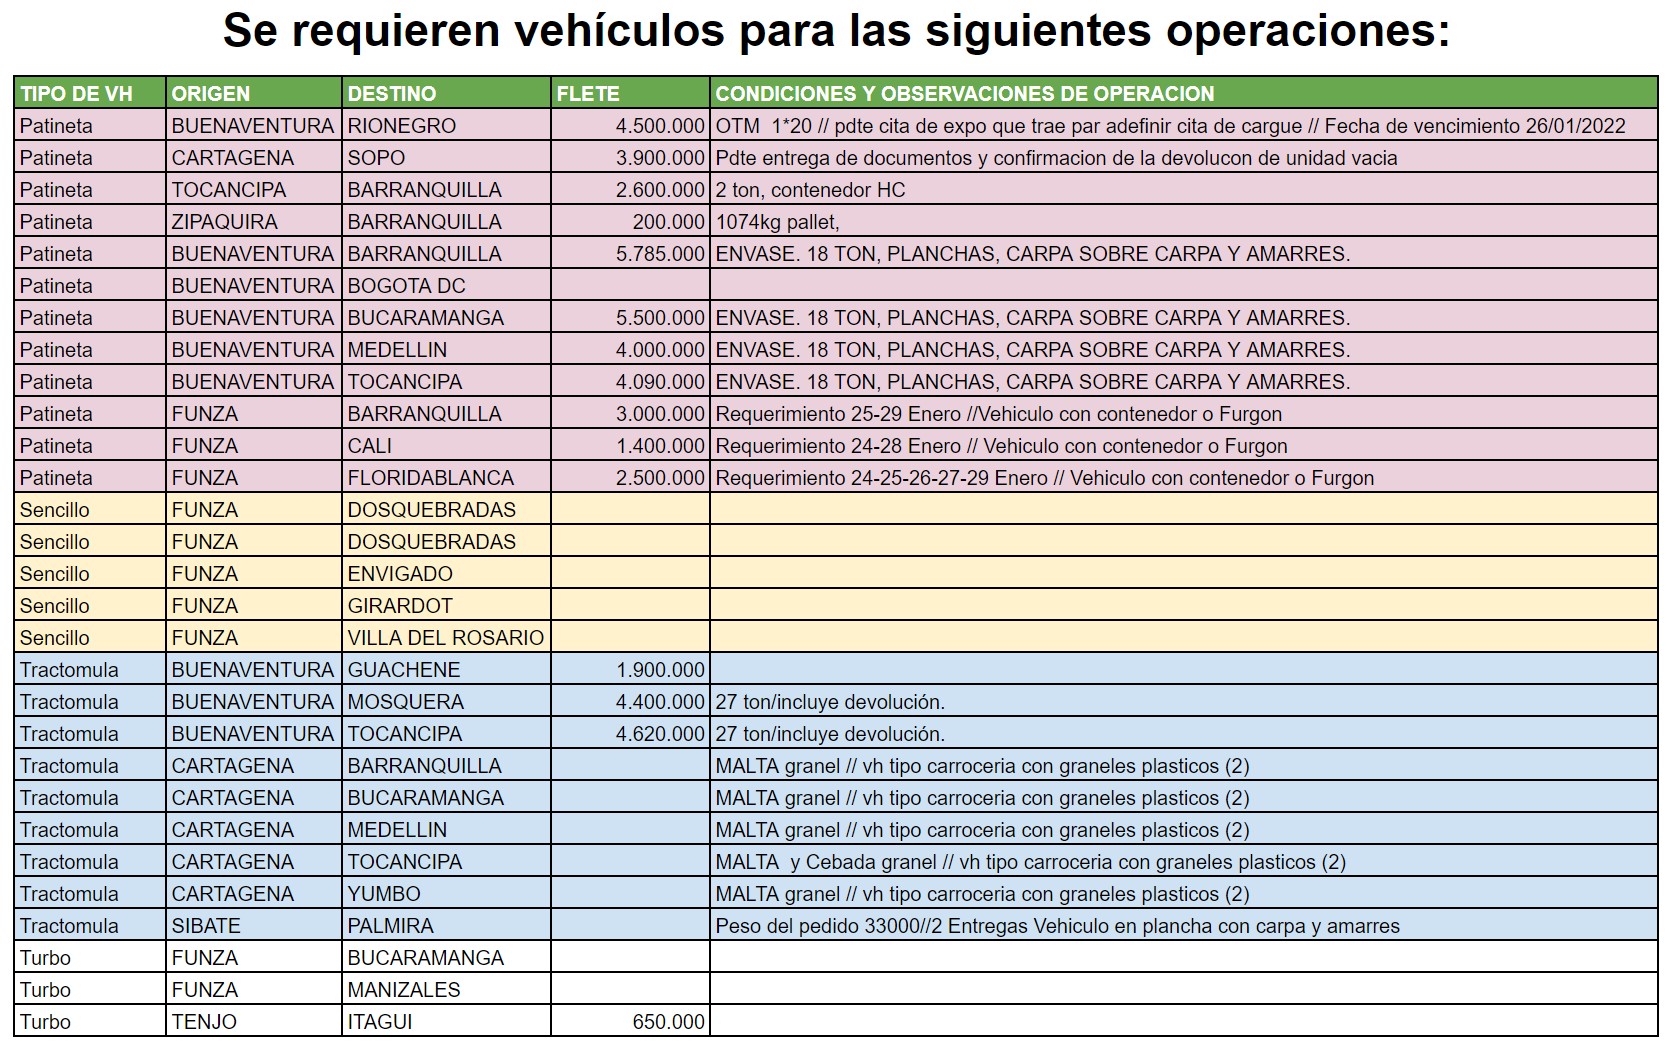 Se requieren vehículos para las siguientes operaciones:
TIPO DE VH ORIGEN DESTINO FLETE CONDICIONES Y OBSERVACIONES DE OPERACION
Patineta BUENAVENTURA RIONEGRO 4.500.000 OTM  1*20 // pdte cita de expo que trae par adefinir cita de cargue // Fecha de vencimiento 26/01/2022
Patineta CARTAGENA SOPO 3.900.000 Pdte entrega de documentos y confirmacion de la devolucon de unidad vacia
Patineta TOCANCIPA BARRANQUILLA 2.600.000 2 ton, contenedor HC
Patineta ZIPAQUIRA BARRANQUILLA 200.000 1074kg pallet,
Patineta BUENAVENTURA BARRANQUILLA 5.785.000 ENVASE. 18 TON, PLANCHAS, CARPA SOBRE CARPA Y AMARRES.
Patineta BUENAVENTURA BOGOTA DC
Patineta BUENAVENTURA BUCARAMANGA 5.500.000 ENVASE. 18 TON, PLANCHAS, CARPA SOBRE CARPA Y AMARRES.
Patineta BUENAVENTURA MEDELLIN 4.000.000 ENVASE. 18 TON, PLANCHAS, CARPA SOBRE CARPA Y AMARRES.
Patineta BUENAVENTURA TOCANCIPA 4.090.000 ENVASE. 18 TON, PLANCHAS, CARPA SOBRE CARPA Y AMARRES.
Patineta FUNZA BARRANQUILLA 3.000.000 Requerimiento 25-29 Enero //Vehiculo con contenedor o Furgon
Patineta FUNZA CALI 1.400.000 Requerimiento 24-28 Enero // Vehiculo con contenedor o Furgon
Patineta FUNZA FLORIDABLANCA 2.500.000 Requerimiento 24-25-26-27-29 Enero // Vehiculo con contenedor o Furgon
Sencillo FUNZA DOSQUEBRADAS
Sencillo FUNZA DOSQUEBRADAS
Sencillo FUNZA ENVIGADO
Sencillo FUNZA GIRARDOT
Sencillo FUNZA VILLA DEL ROSARIO
Tractomula BUENAVENTURA GUACHENE 1.900.000
Tractomula BUENAVENTURA MOSQUERA 4.400.000 27 ton/incluye devolución.
Tractomula BUENAVENTURA TOCANCIPA 4.620.000 27 ton/incluye devolución.
Tractomula CARTAGENA BARRANQUILLA MALTA granel // vh tipo carroceria con graneles plasticos (2)
Tractomula CARTAGENA BUCARAMANGA MALTA granel // vh tipo carroceria con graneles plasticos (2)
Tractomula CARTAGENA MEDELLIN MALTA granel // vh tipo carroceria con graneles plasticos (2)
Tractomula CARTAGENA TOCANCIPA MALTA  y Cebada granel // vh tipo carroceria con graneles plasticos (2)
Tractomula CARTAGENA YUMBO MALTA granel // vh tipo carroceria con graneles plasticos (2)
Tractomula SIBATE PALMIRA Peso del pedido 33000//2 Entregas Vehiculo en plancha con carpa y amarres
Turbo FUNZA BUCARAMANGA
Turbo FUNZA MANIZALES
Turbo TENJO ITAGUI 650.000